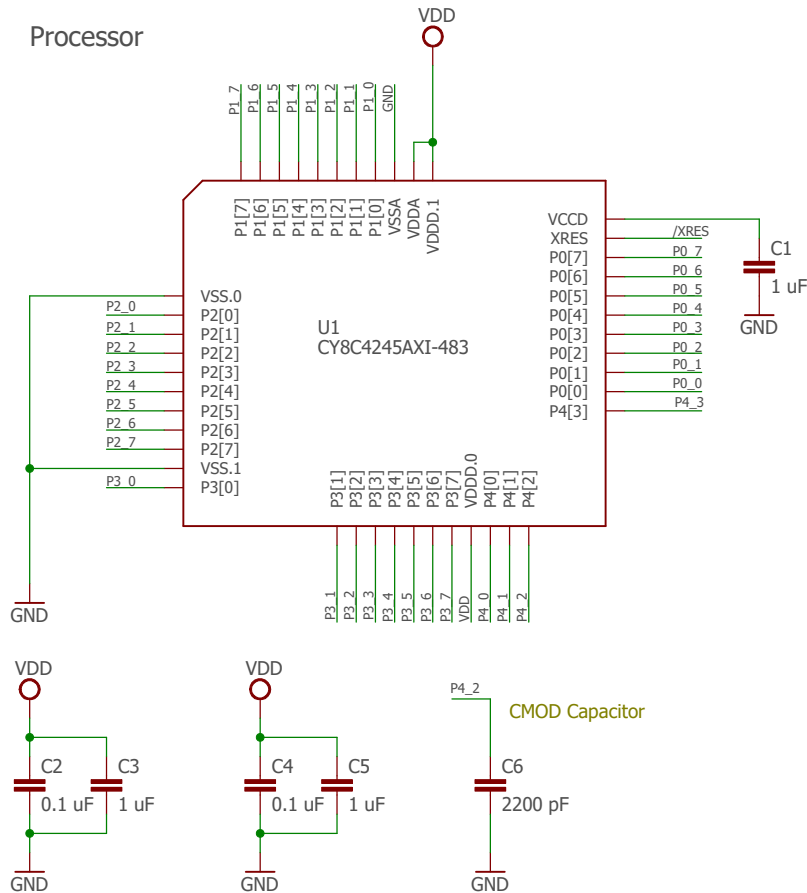 Processor
VDD
P1_7
P1_6
P1_5
P1_4
P1_3
P1_2
P1_1
P1_0
GND
P1[7]
P1[6]
P1[5]
P1[4]
P1[3]
P1[2]
P1[1]
P1[0]
VSSA
VDDA
VDDD.1
VCCD
XRES /XRES
P0[7] P0_7
P0[6] P0_6
P0[5] P0_5
P0[4] P0_4
P0[3] P0_3
P0[2] P0_2
P0[1] P0_1
P0[0] P0_0
P4[3] P4_3
C1
1 uF
GND
VSS.0
P2_0 P2[0]
P2_1 P2[1]
P2_2 P2[2]
P2_3 P2[3]
P2_4 P2[4]
P2_5 P2[5]
P2_6 P2[6]
P2_7 P2[7]
VSS.1
P3_0 P3[0]
U1
CY8C4245AXI-483
P3[1]
P3[2]
P3[3]
P3[4]
P3[5]
P3[6]
P3[7]
VDDD.0
P4[0]
P4[1]
P4[2]
P3_1
P3_2
P3_3
P3_4
P3_5
P3_6
P3_7
VDD
P4_0
P4_1
P4_2
GND
VDD
C2
0.1 uF
C3
1 uF
GND
VDD
C4
0.1 uF
C5
1 uF
GND
P4_2
CMOD Capacitor
C6
2200 pF
GND